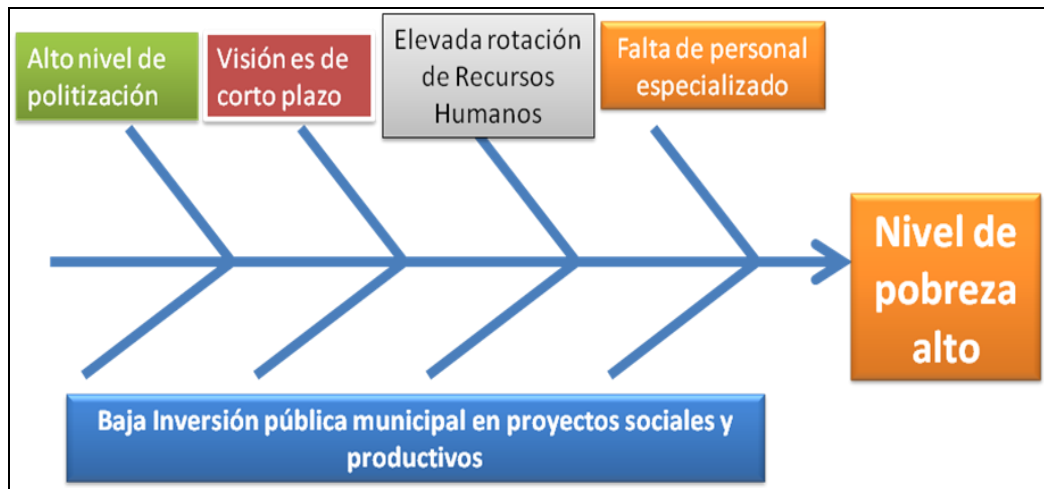 Alto nivel de
politización
Visión es de
corto plazo
Elevada rotación
de Recursos
Humanos
Falta de personal
especializado
Nivel de
pobreza
alto
Baja Inversión pública municipal en proyectos sociales y
productivos